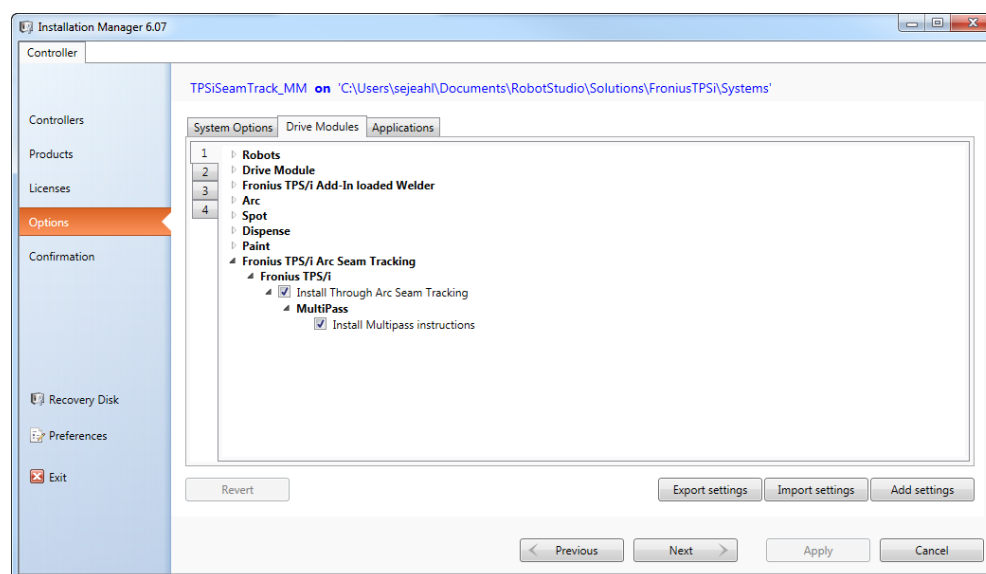 Installation Manager 6.07
Controller
TPSiSeamTrack_MM on 'C:\Users\sejeahl\Documents\RobotStudio\Solutions\FroniusTPSi\Systems'
Controllers
Products
Licenses
Options
Confirmation
Recovery Disk
Preferences
Exit
System Options Drive Modules Applications
1
2
3
4
Robots
Drive Module
Fronius TPS/i Add-In loaded Welder
Arc
Spot
Dispense
Paint
Fronius TPS/i Arc Seam Tracking
Fronius TPS/i
Install Through Arc Seam Tracking
MultiPass
Install Multipass instructions
Revert Export settings Import settings Add settings
Previous Next Apply Cancel